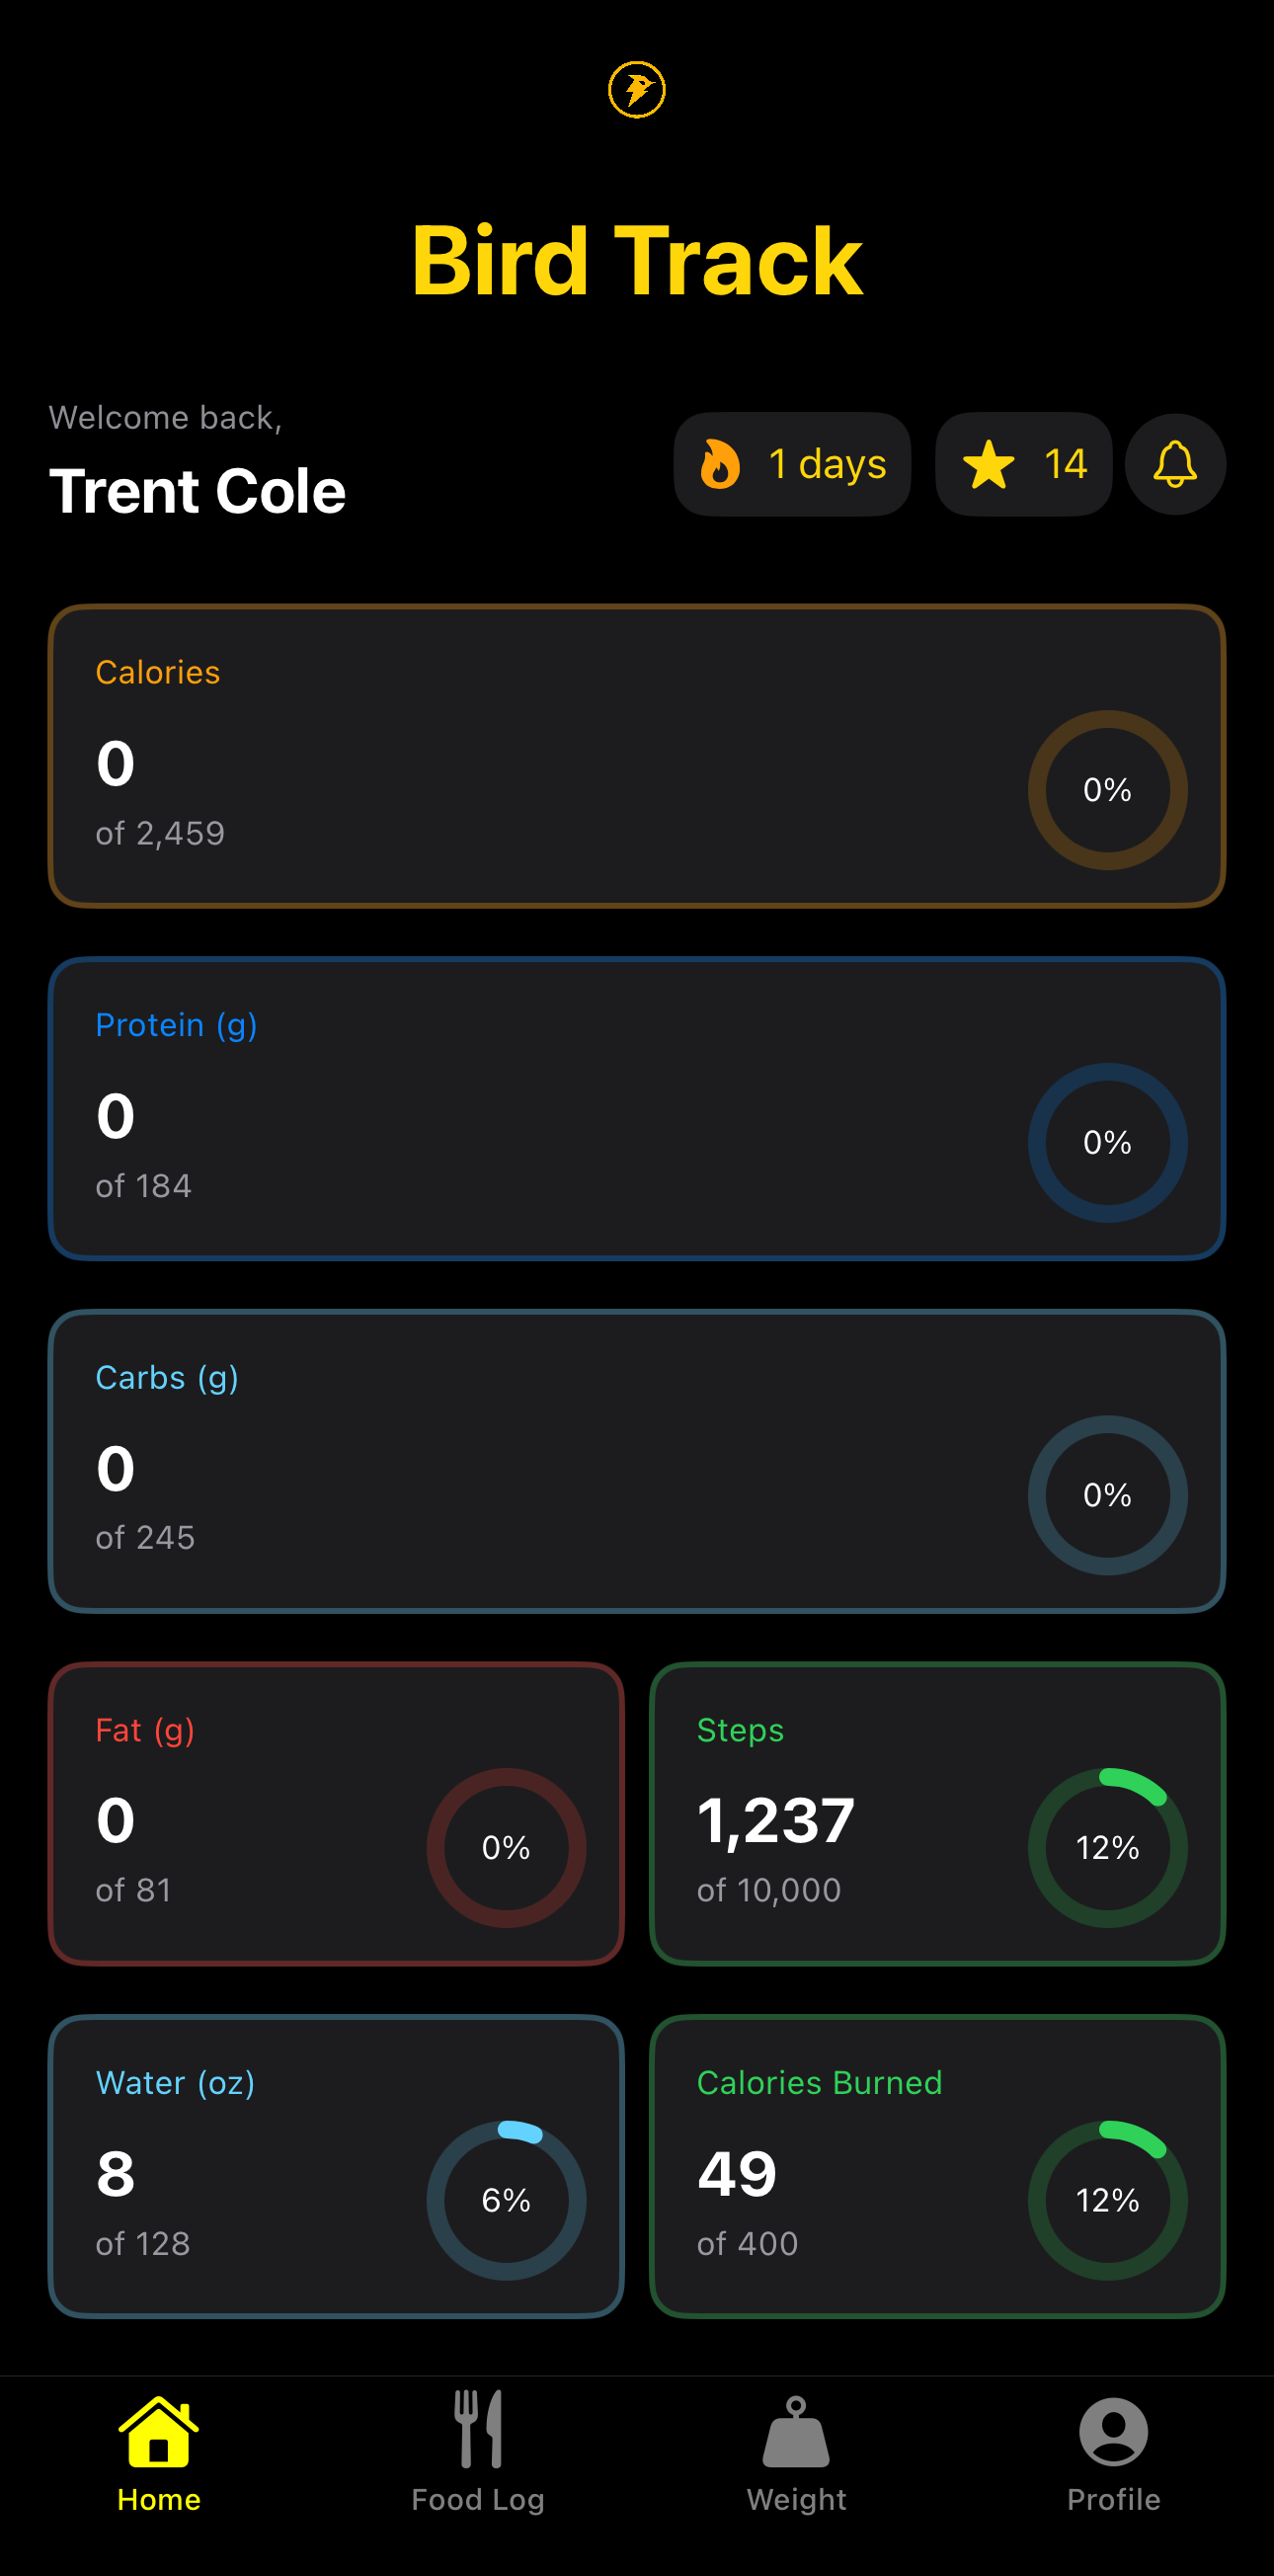 Bird Track
Welcome back,
Trent Cole
1 days
14
Calories
0
of 2,459
0%
Protein (g)
0
of 184
0%
Carbs (g)
0
of 245
0%
Fat (g)
0
of 81
0%
Steps
1,237
of 10,000
12%
Water (oz)
8
of 128
6%
Calories Burned
49
of 400
12%
Home
Food Log
Weight
Profile